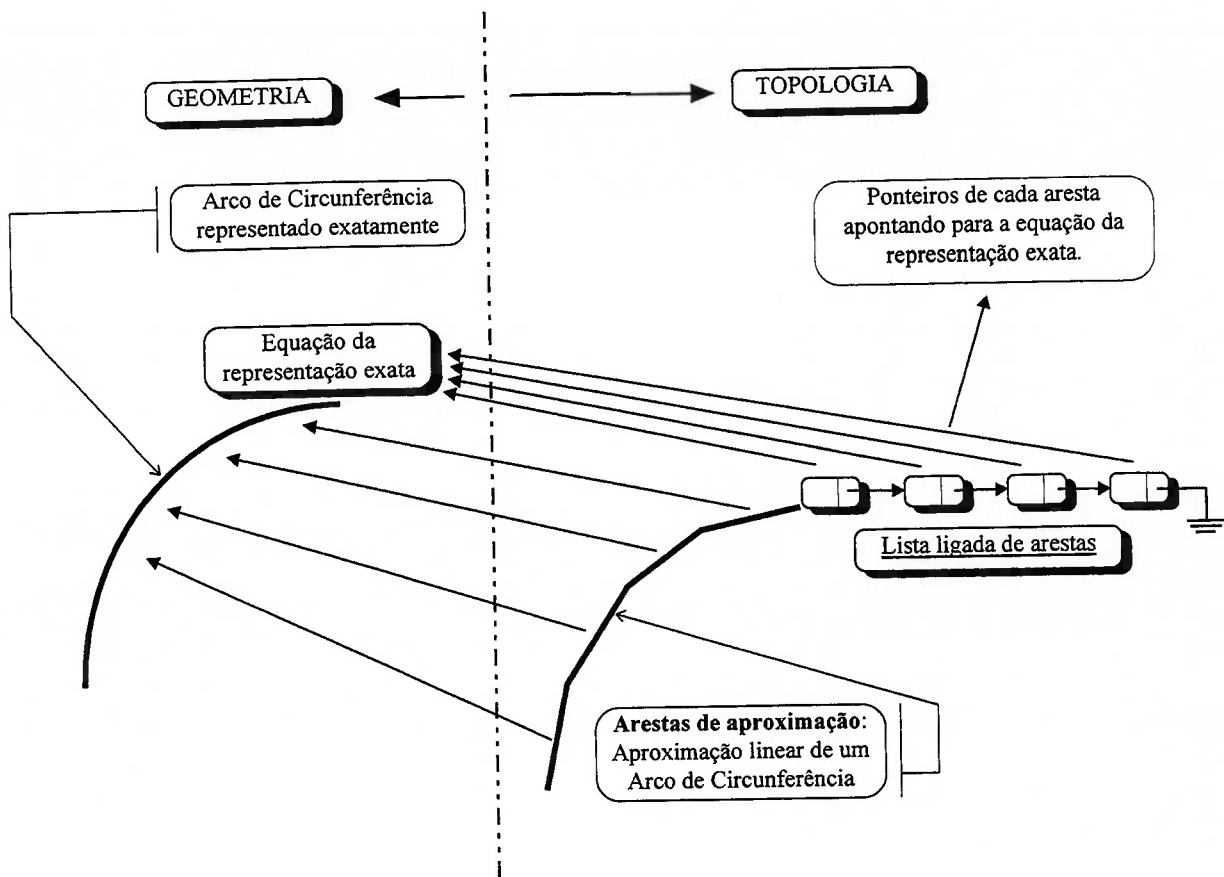 GEOMETRIA
TOPOLOGIA
Arco de Circunferência
representado exatamente
Ponteiros de cada aresta
apontando para a equação da
representação exata.
Equação da
representação exata
Lista ligada de arestas
Arestas de aproximação:
Aproximação linear de um
Arco de Circunferência